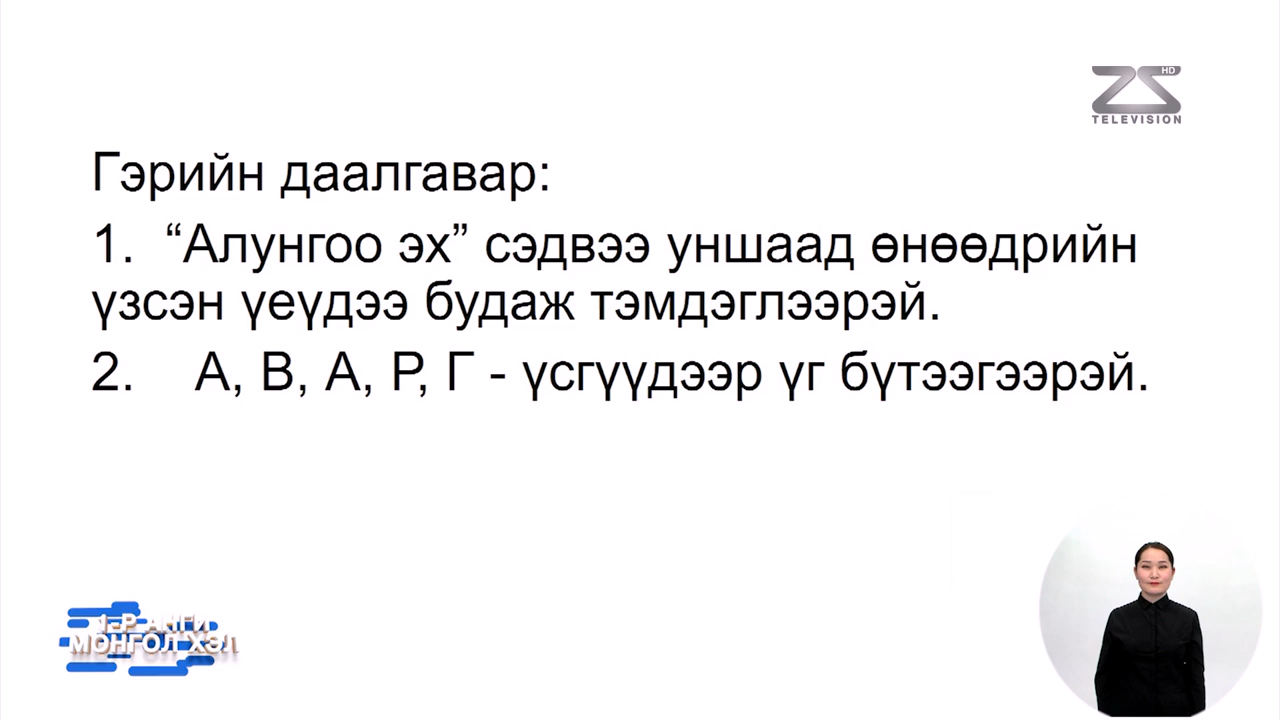 HD
TELEVISION
Гэрийн даалгавар:
1. “Алунгоо эх” сэдвээ уншаад өнөөдрийн
үзсэн үеүдээ будаж тэмдэглээрэй.
2. А, В, А, Р, Г - үсгүүдээр үг бүтээгээрэй.
1-Р АНГИ
МОНГОЛ ХЭЛ